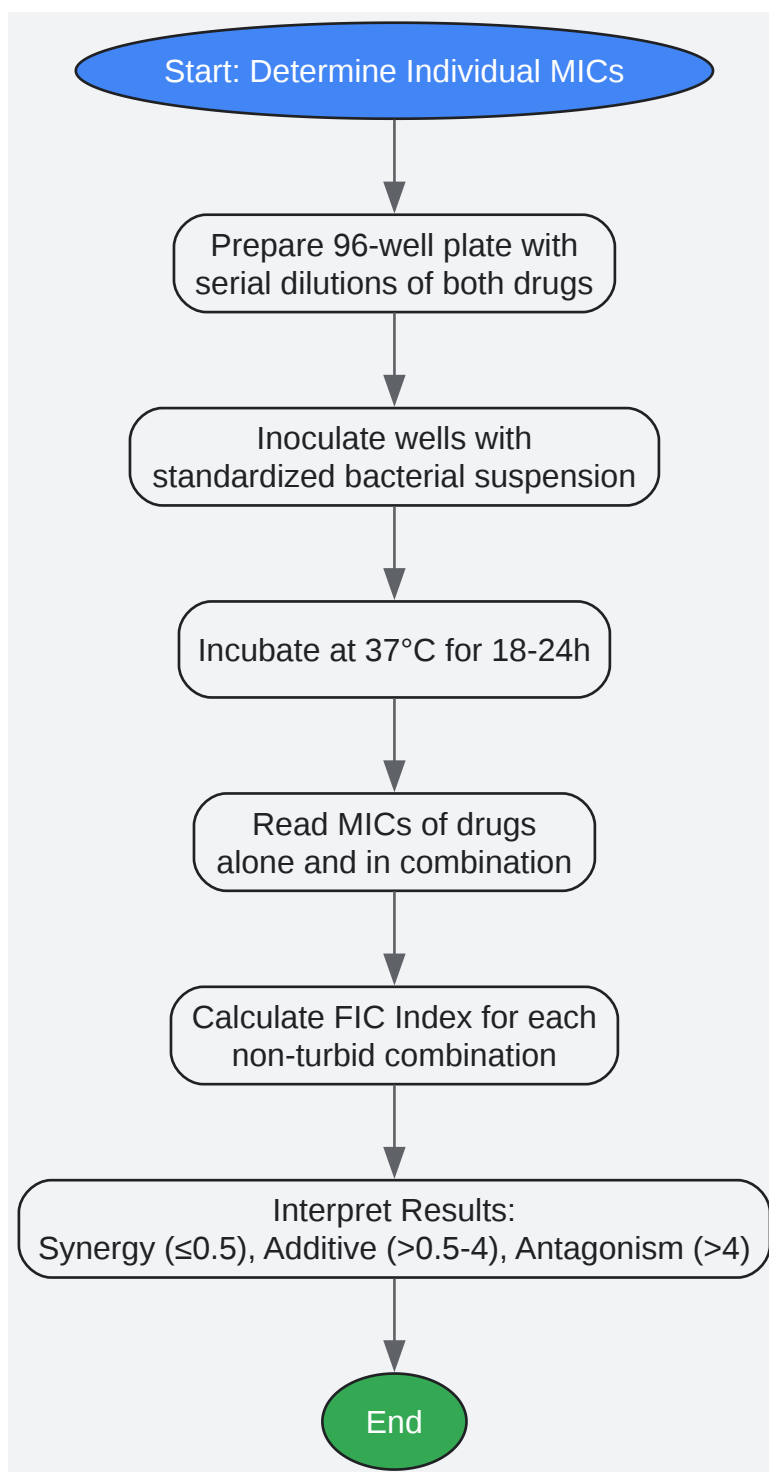 Start: Determine Individual MICs
Prepare 96-well plate with
serial dilutions of both drugs
Inoculate wells with
standardized bacterial suspension
Incubate at 37°C for 18-24h
Read MICs of drugs
alone and in combination
Calculate FIC Index for each
non-turbid combination
Interpret Results:
Synergy (≤0.5), Additive (>0.5-4), Antagonism (>4)
End